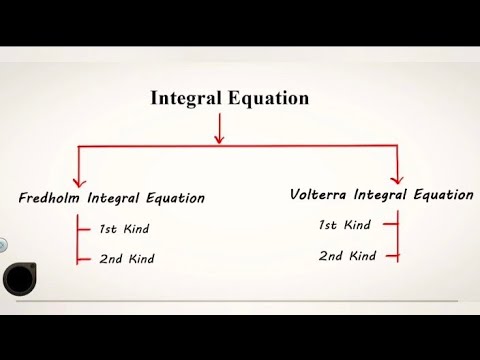 Integral Equation
Fredholm Integral Equation
1st Kind
2nd Kind
Volterra Integral Equation
1st Kind
2nd Kind